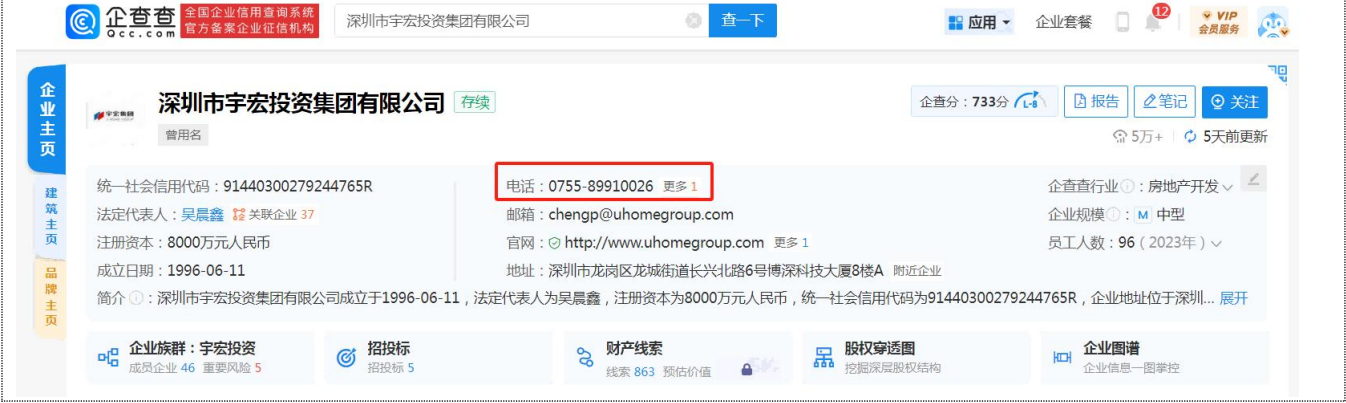 企查查
Qcc.com
全国企业信用查询系统
官方备案企业征信机构
深圳市宇宏投资集团有限公司
查一下
应用
企业套餐
12
VIP
会员服务
企业主页
建筑主页
品牌主页
宇宏集团
深圳市宇宏投资集团有限公司 存续
曾用名
企查分：733分 L-8
报告
笔记
关注
5万+ 5天前更新
统一社会信用代码：91440300279244765R
电话：0755-89910026 更多 1
企查查行业：房地产开发
法定代表人：吴晨鑫 关联企业 37
邮箱：chengp@uhomegroup.com
企业规模：M 中型
注册资本：8000万元人民币
官网：http://www.uhomegroup.com 更多 1
员工人数：96（2023年）
成立日期：1996-06-11
地址：深圳市龙岗区龙城街道长兴北路6号博深科技大厦8楼A 附近企业
简介：深圳市宇宏投资集团有限公司成立于1996-06-11，法定代表人为吴晨鑫，注册资本为8000万元人民币，统一社会信用代码为91440300279244765R，企业地址位于深圳... 展开
企业族群：宇宏投资
成员企业 46 重要风险 5
招投标
招投标 5
财产线索
线索 863 预估价值
股权穿透图
挖掘深层股权结构
企业图谱
企业信息一图掌控